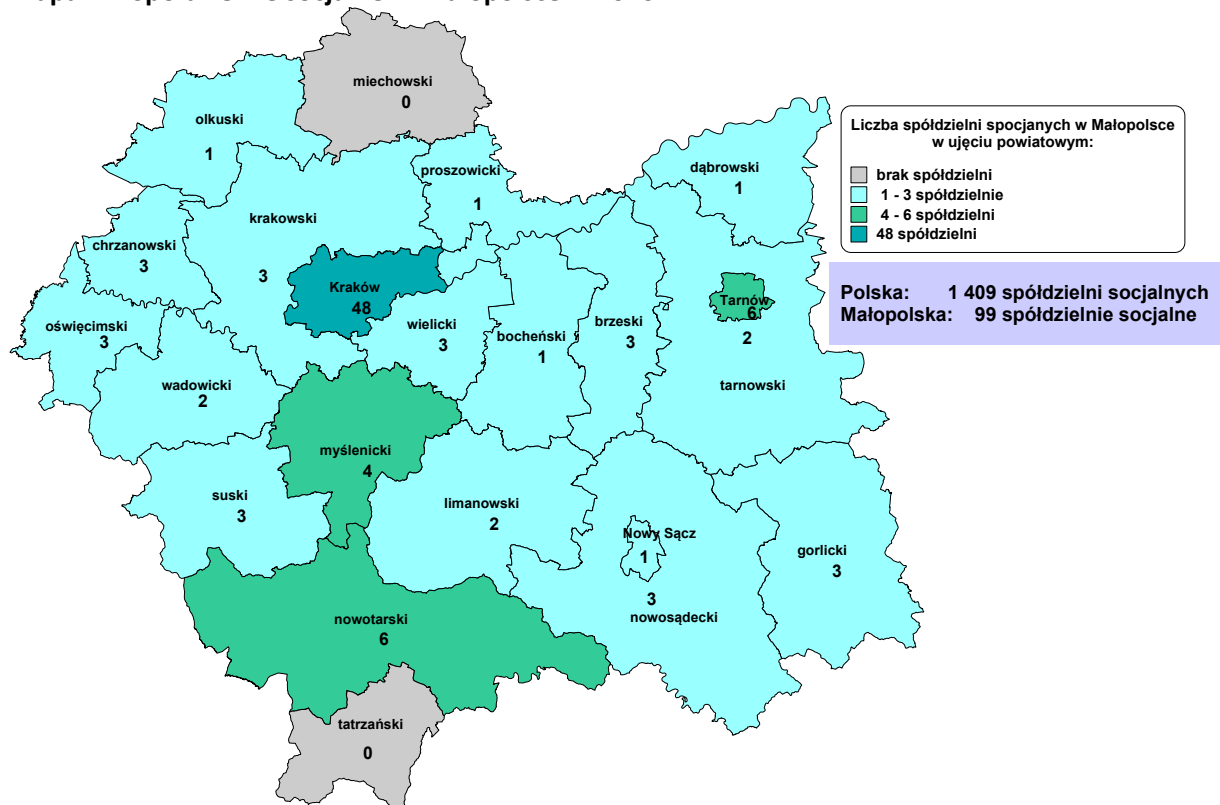 miechowski
0
olkuski
1
proszowicki
1
dąbrowski
1
krakowski
3
chrzanowski
3
Kraków
48
oświęcimski
3
wielicki
3
bocheński
1
brzeski
3
Tarnów
6
2
tarnowski
wadowicki
2
myślenicki
4
suski
3
limanowski
2
Nowy Sącz
1
3
nowosądecki
gorlicki
3
nowotarski
6
tatrzański
0
Liczba spółdzielni spocjanych w Małopolsce
w ujęciu powiatowym:
brak spółdzielni
1 - 3 spółdzielnie
4 - 6 spółdzielni
48 spółdzielni
Polska: 1 409 spółdzielni socjalnych
Małopolska: 99 spółdzielnie socjalne